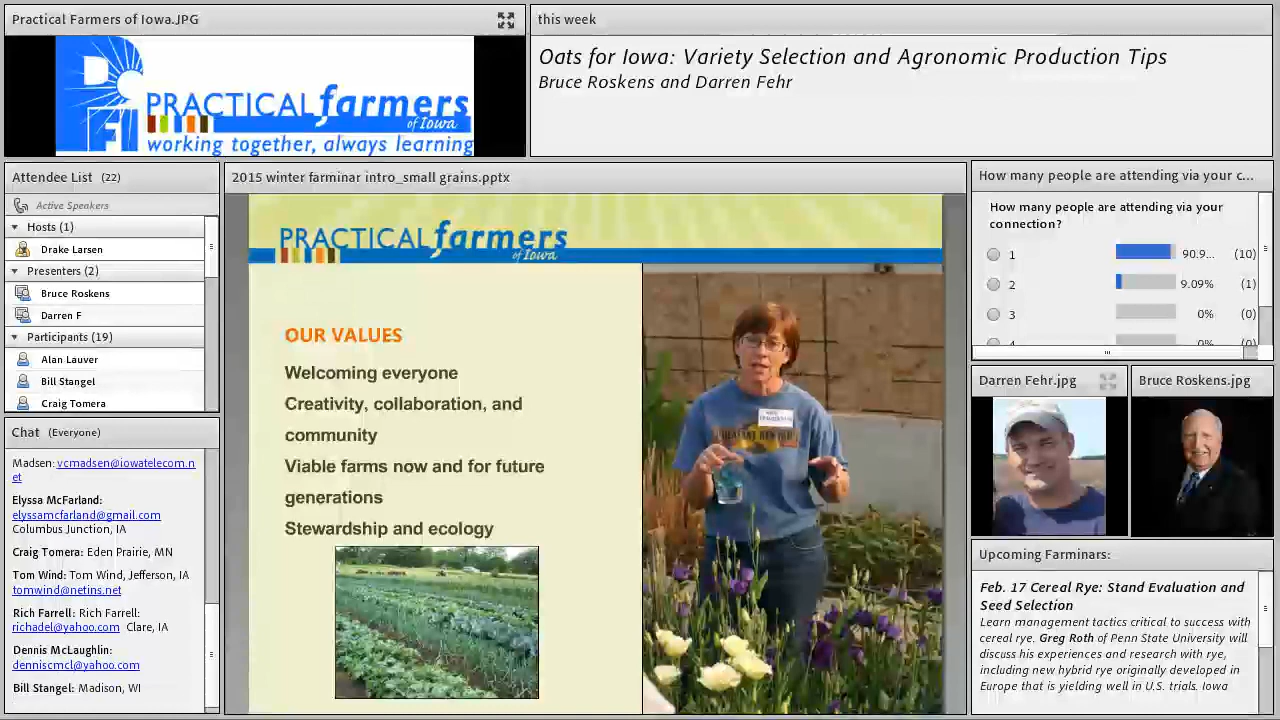 Practical Farmers of Iowa.JPG
PRACTICAL farmers
of Iowa
working together, always learning
this week
Oats for Iowa: Variety Selection and Agronomic Production Tips
Bruce Roskens and Darren Fehr
Attendee List (22)
Active Speakers
Hosts (1)
Drake Larsen
Presenters (2)
Bruce Roskens
Darren F
Participants (19)
Alan Lauver
Bill Stangel
Craig Tomera
Chat (Everyone)
Madsen: vcmadsen@iowatelecom.n
et
Elyssa McFarland:
elyssamcfarland@gmail.com
Columbus Junction, IA
Craig Tomera: Eden Prairie, MN
Tom Wind: Tom Wind, Jefferson, IA
tomwind@netins.net
Rich Farrell: Rich Farrell:
richadel@yahoo.com Clare, IA
Dennis McLaughlin:
denniscmcl@yahoo.com
Bill Stangel: Madison, WI
2015 winter farminar intro_small grains.pptx
PRACTICAL farmers
of Iowa
OUR VALUES
Welcoming everyone
Creativity, collaboration, and
community
Viable farms now and for future
generations
Stewardship and ecology
How many people are attending via your c...
How many people are attending via your
connection?
1 90.9... (10)
2 9.09% (1)
3 0% (0)
4 0% (0)
Darren Fehr.jpg
Bruce Roskens.jpg
Upcoming Farminars:
Feb. 17 Cereal Rye: Stand Evaluation and
Seed Selection
Learn management tactics critical to success with
cereal rye. Greg Roth of Penn State University will
discuss his experiences and research with rye,
including new hybrid rye originally developed in
Europe that is yielding well in U.S. trials. Iowa